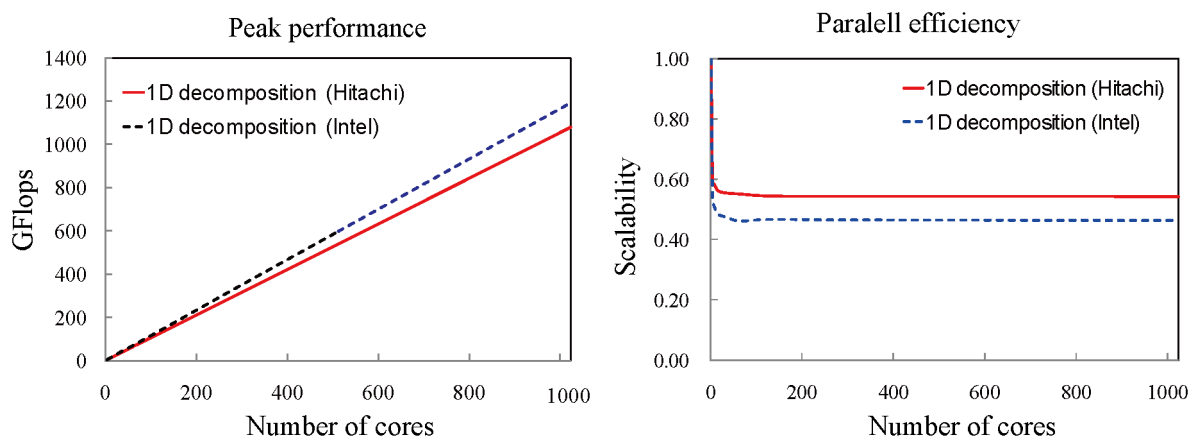 Peak performance
1400
1200
1000
800
600
400
200
0
GFlops
1D decomposition (Hitachi)
1D decomposition (Intel)
0 200 400 600 800 1000
Number of cores
Paralell efficiency
1.00
0.80
0.60
0.40
0.20
0.00
Scalability
1D decomposition (Hitachi)
1D decomposition (Intel)
0 200 400 600 800 1000
Number of cores